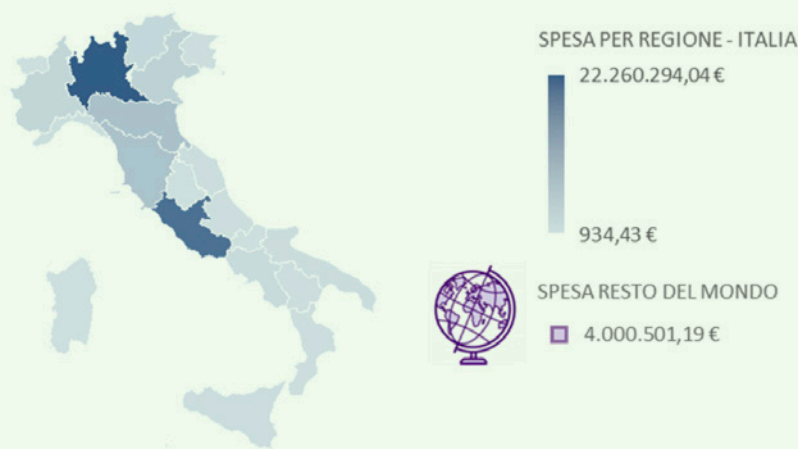 SPESA PER REGIONE - ITALIA
22.260.294,04 €
934,43 €
SPESA RESTO DEL MONDO
4.000.501,19 €